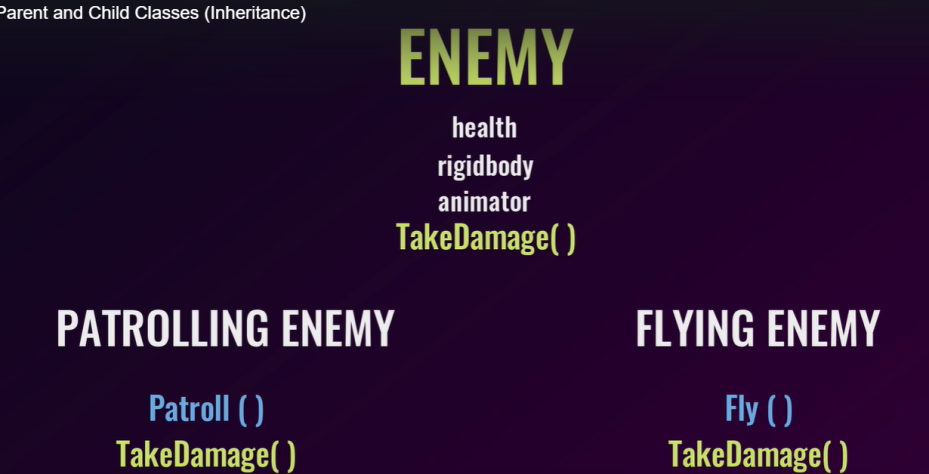 Parent and Child Classes (Inheritance)
ENEMY
health
rigidbody
animator
TakeDamage( )
PATROLLING ENEMY
Patroll ( )
TakeDamage( )
FLYING ENEMY
Fly ( )
TakeDamage( )